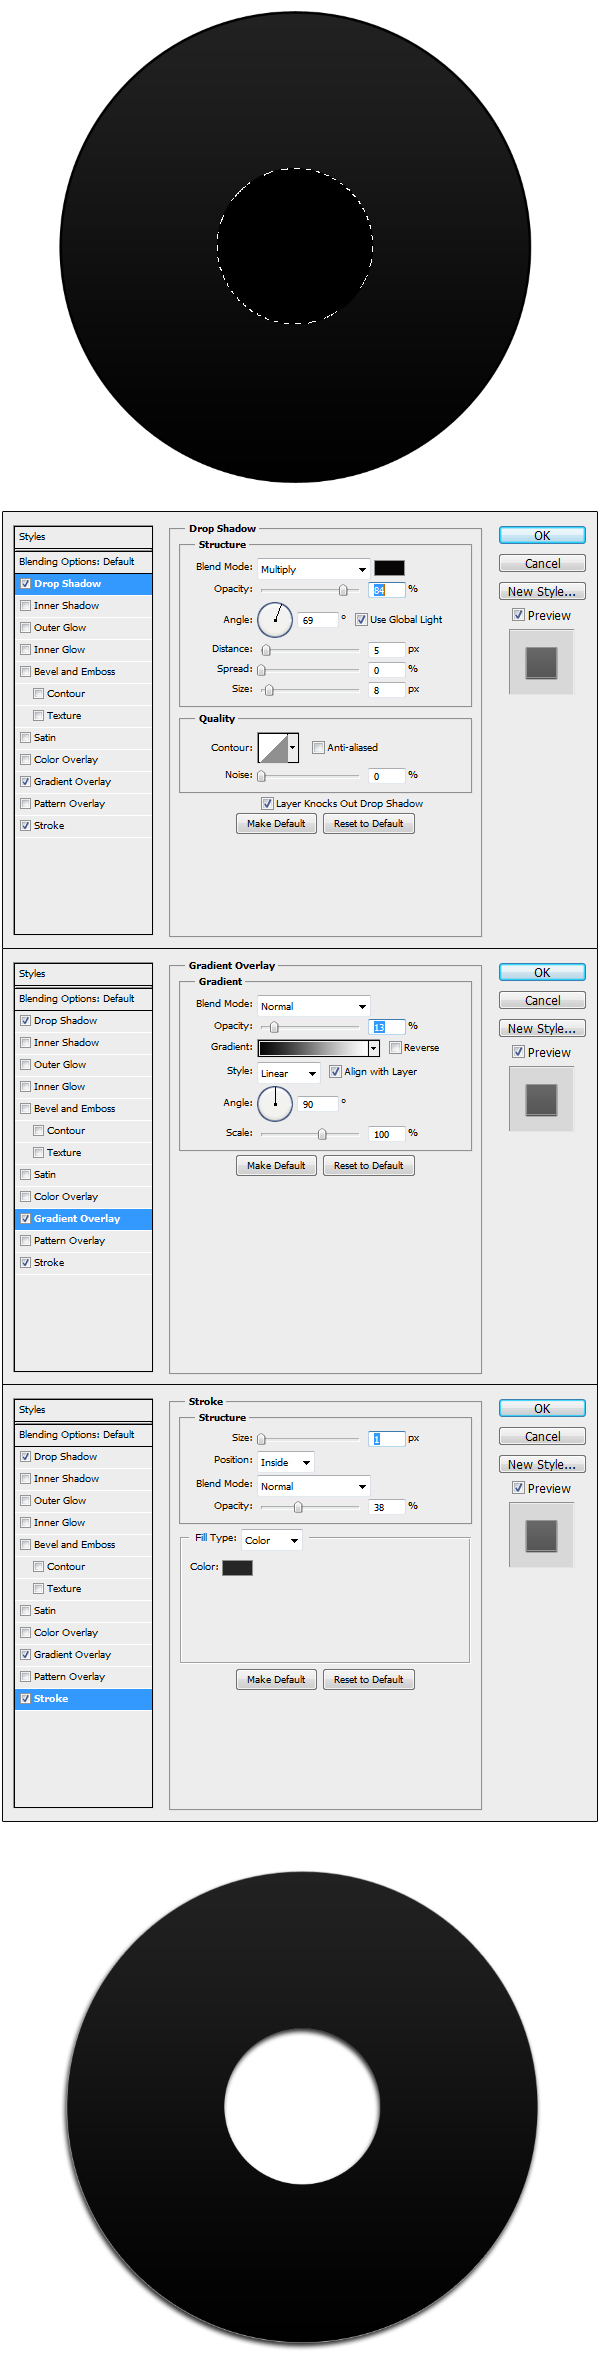 Styles
Blending Options: Default
Drop Shadow
Inner Shadow
Outer Glow
Inner Glow
Bevel and Emboss
Contour
Texture
Satin
Color Overlay
Gradient Overlay
Pattern Overlay
Stroke
Drop Shadow
Structure
Blend Mode: Multiply
Opacity: 84 %
Angle: 69 ° Use Global Light
Distance: 5 px
Spread: 0 %
Size: 8 px
Quality
Contour: Anti-aliased
Noise: 0 %
Layer Knocks Out Drop Shadow
Make Default Reset to Default
OK
Cancel
New Style...
Preview
Styles
Blending Options: Default
Drop Shadow
Inner Shadow
Outer Glow
Inner Glow
Bevel and Emboss
Contour
Texture
Satin
Color Overlay
Gradient Overlay
Pattern Overlay
Stroke
Gradient Overlay
Gradient
Blend Mode: Normal
Opacity: 13 %
Gradient: Reverse
Style: Linear Align with Layer
Angle: 90 °
Scale: 100 %
Make Default Reset to Default
OK
Cancel
New Style...
Preview
Styles
Blending Options: Default
Drop Shadow
Inner Shadow
Outer Glow
Inner Glow
Bevel and Emboss
Contour
Texture
Satin
Color Overlay
Gradient Overlay
Pattern Overlay
Stroke
Stroke
Structure
Size: 1 px
Position: Inside
Blend Mode: Normal
Opacity: 38 %
Fill Type: Color
Color:
Make Default Reset to Default
OK
Cancel
New Style...
Preview